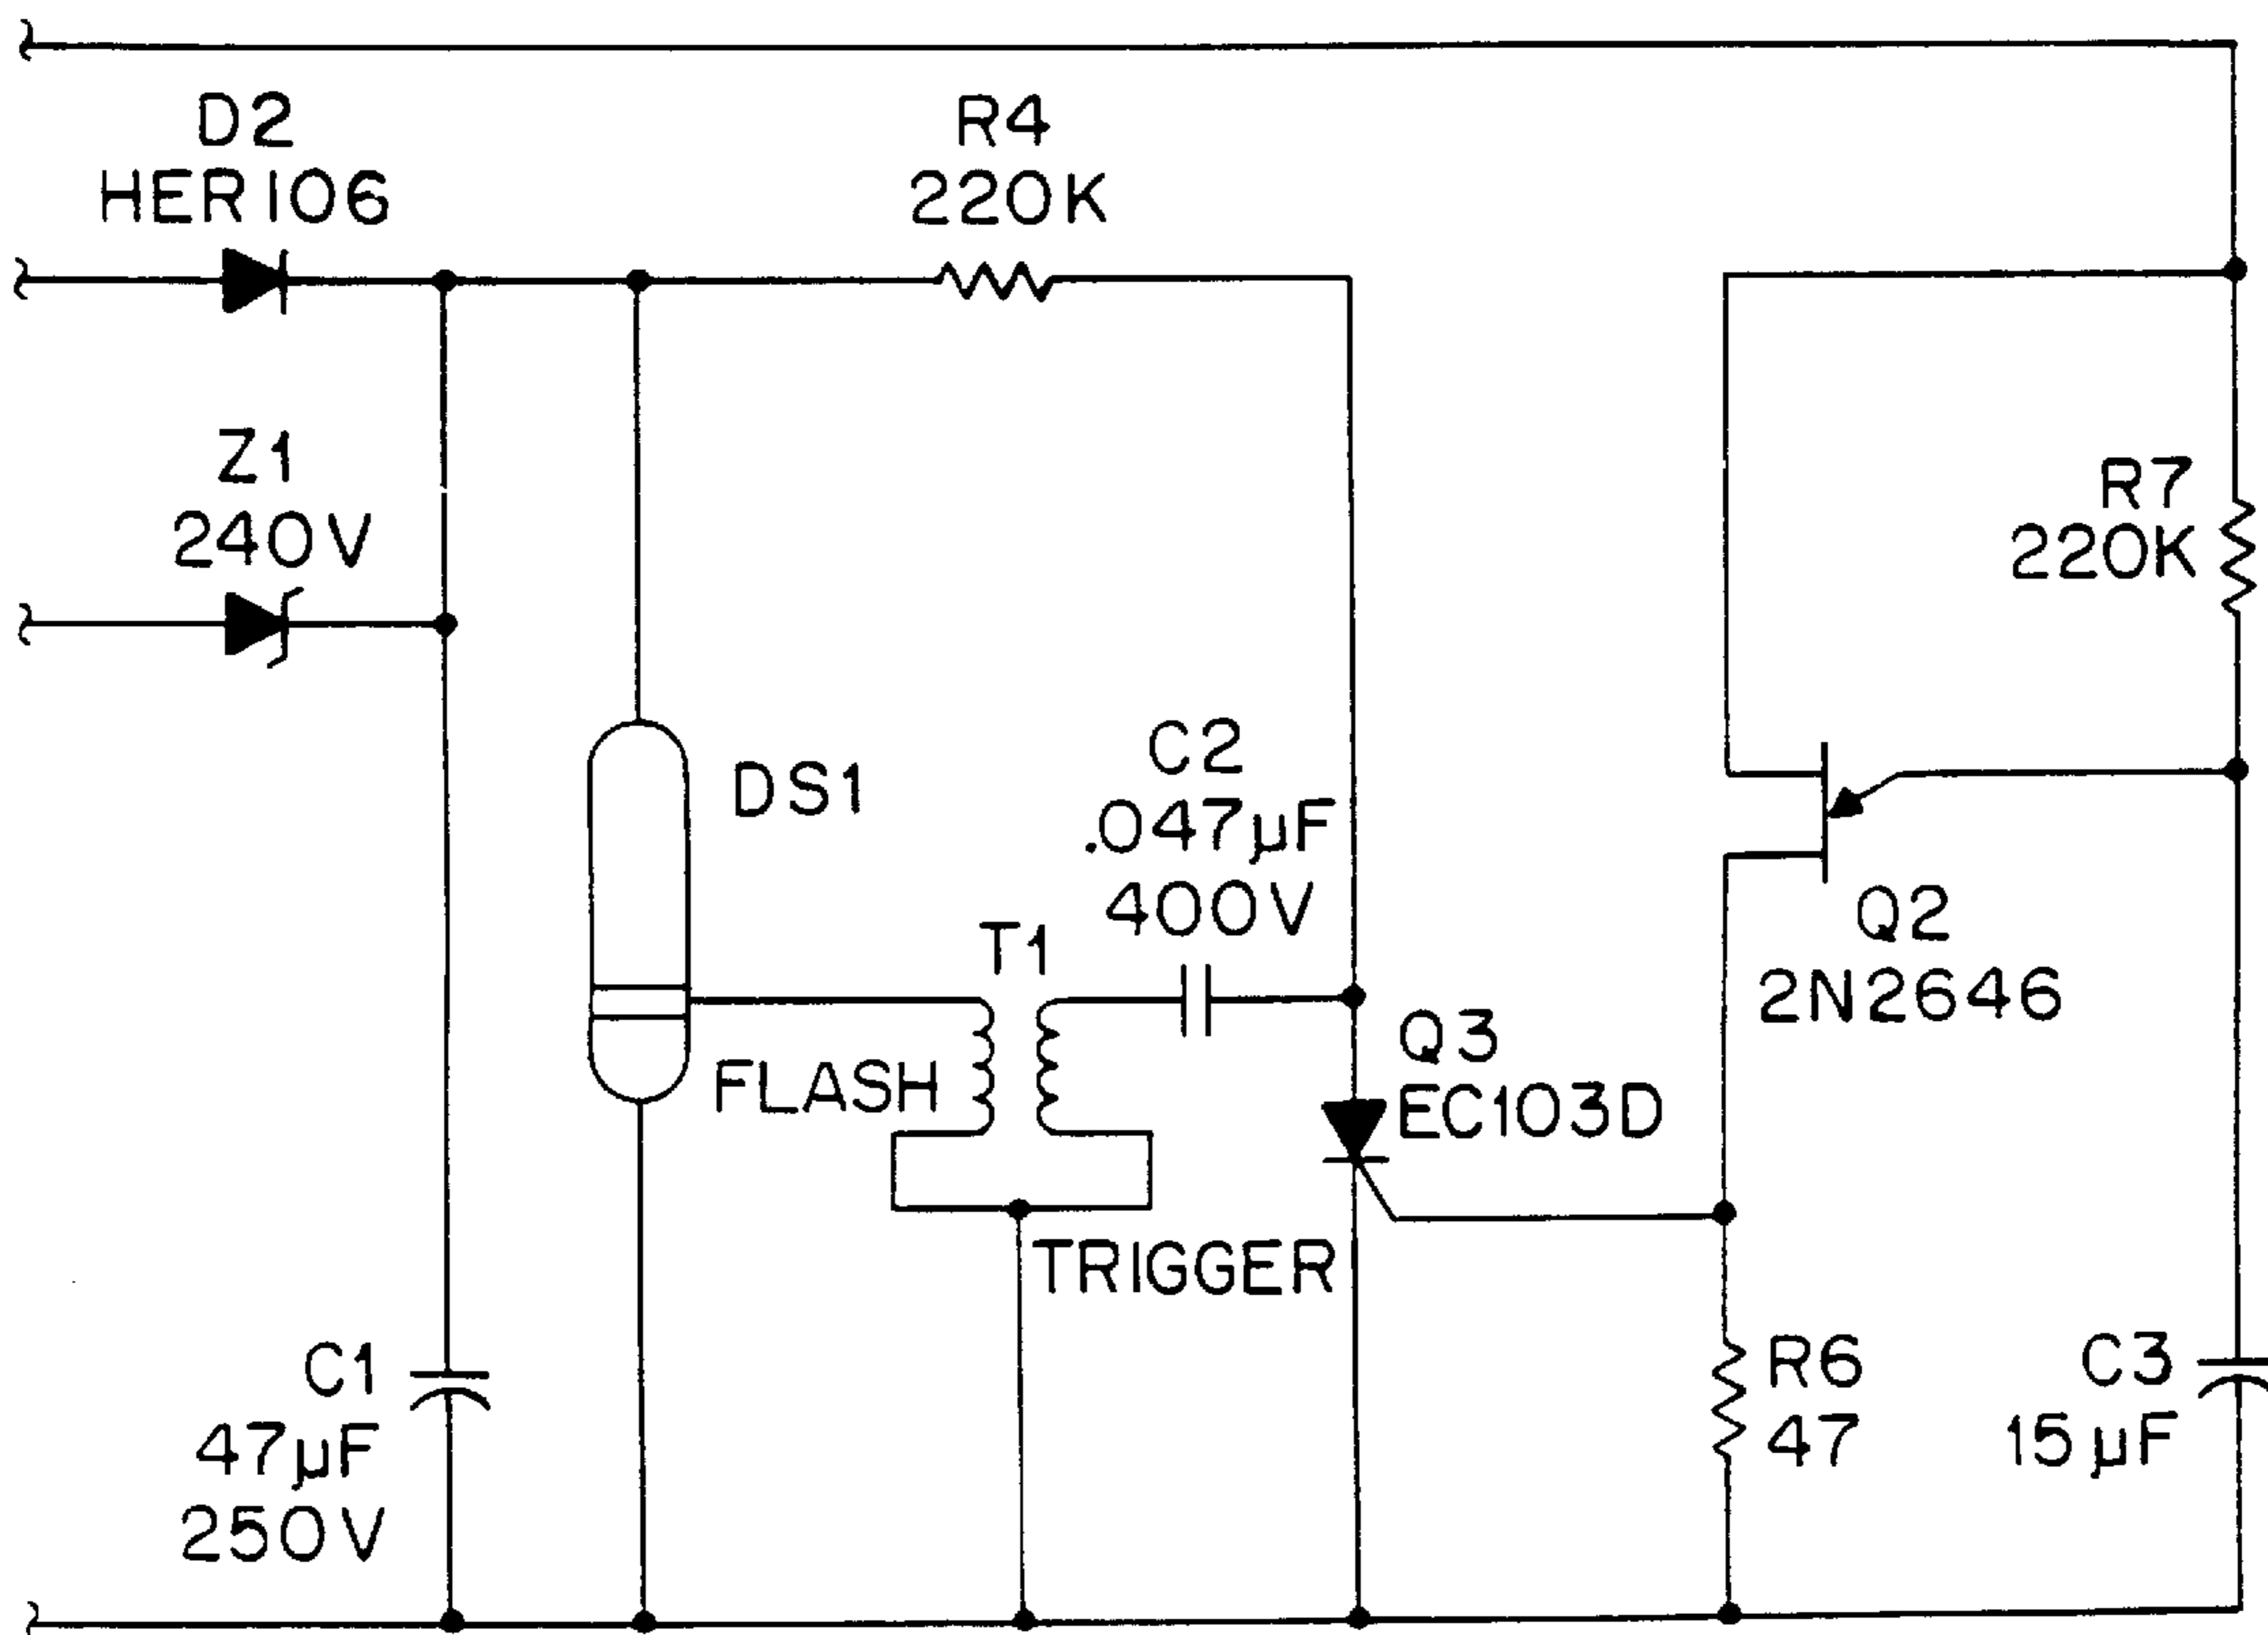 D2
HER106
R4
220K
Z1
240V
R7
220K
DS1
C2
.047µF
400V
T1
Q2
2N2646
FLASH
Q3
EC103D
TRIGGER
C1
47µF
250V
R6
47
C3
15µF